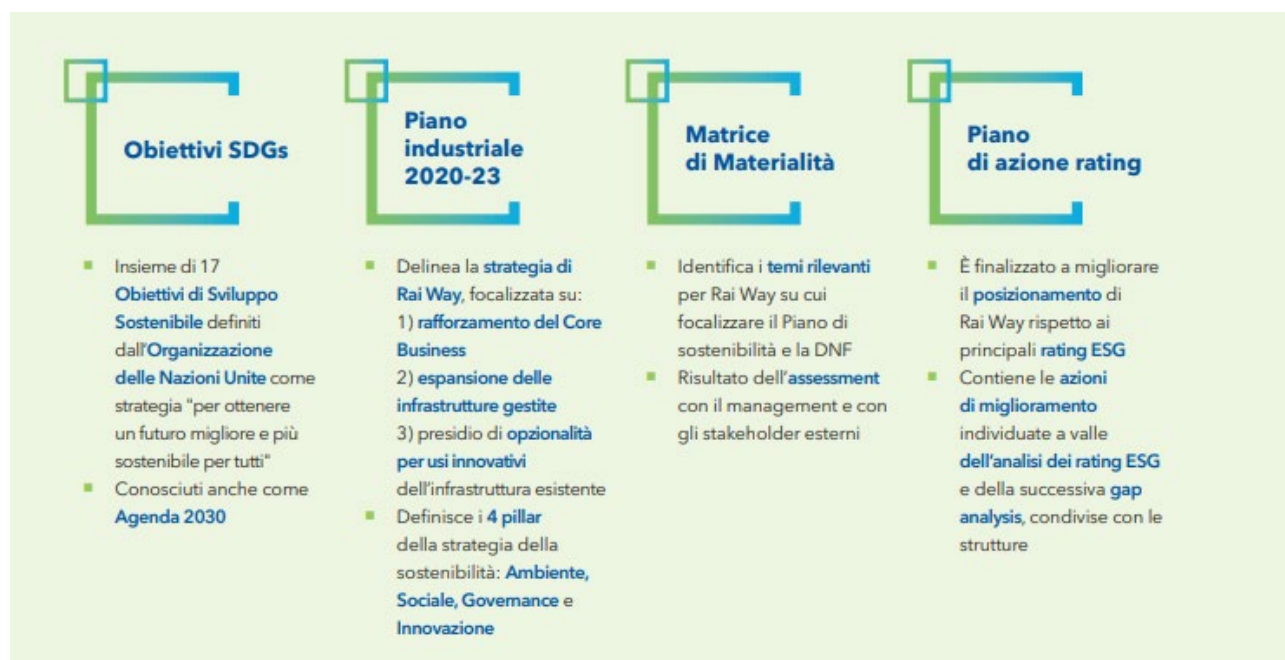 Obiettivi SDGs
Insieme di 17
Obiettivi di Sviluppo
Sostenibile definiti
dall'Organizzazione
delle Nazioni Unite come
strategia "per ottenere
un futuro migliore e più
sostenibile per tutti"
Conosciuti anche come
Agenda 2030
Piano
industriale
2020-23
Delinea la strategia di
Rai Way, focalizzata su:
1) rafforzamento del Core
Business
2) espansione delle
infrastrutture gestite
3) presidio di opzionalità
per usi innovativi
dell'infrastruttura esistente
Definisce i 4 pillar
della strategia della
sostenibilità: Ambiente,
Sociale, Governance e
Innovazione
Matrice
di Materialità
Identifica i temi rilevanti
per Rai Way su cui
focalizzare il Piano di
sostenibilità e la DNF
Risultato dell'assessment
con il management e con
gli stakeholder esterni
Piano
di azione rating
È finalizzato a migliorare
il posizionamento di
Rai Way rispetto ai
principali rating ESG
Contiene le azioni
di miglioramento
individuate a valle
dell'analisi dei rating ESG
e della successiva gap
analysis, condivise con le
strutture